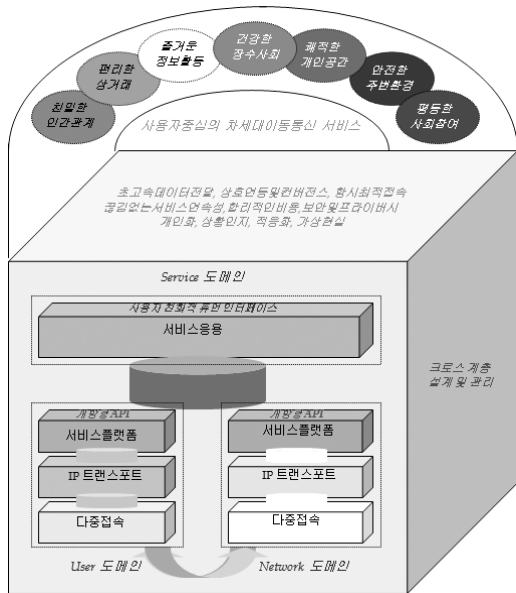 친밀한
인간관계
편리한
상거래
즐거운
정보활동
건강한
장수사회
쾌적한
개인공간
안전한
주변환경
평등한
사회참여
사용자중심의 차세대이동통신 서비스
초고속데이터전달, 상호연동및컨버전스, 항시최적접속
끊김없는서비스연속성,합리적인비용,보안및프라이버시
개인화, 상황인지, 적응화, 가상현실
Service 도메인
사용자 친화적 휴먼 인터페이스
서비스응용
개방형API
서비스플랫폼
IP 트랜스포트
다중접속
개방형API
서비스플랫폼
IP 트랜스포트
다중접속
User 도메인
Network 도메인
크로스 계층
설계 및 관리